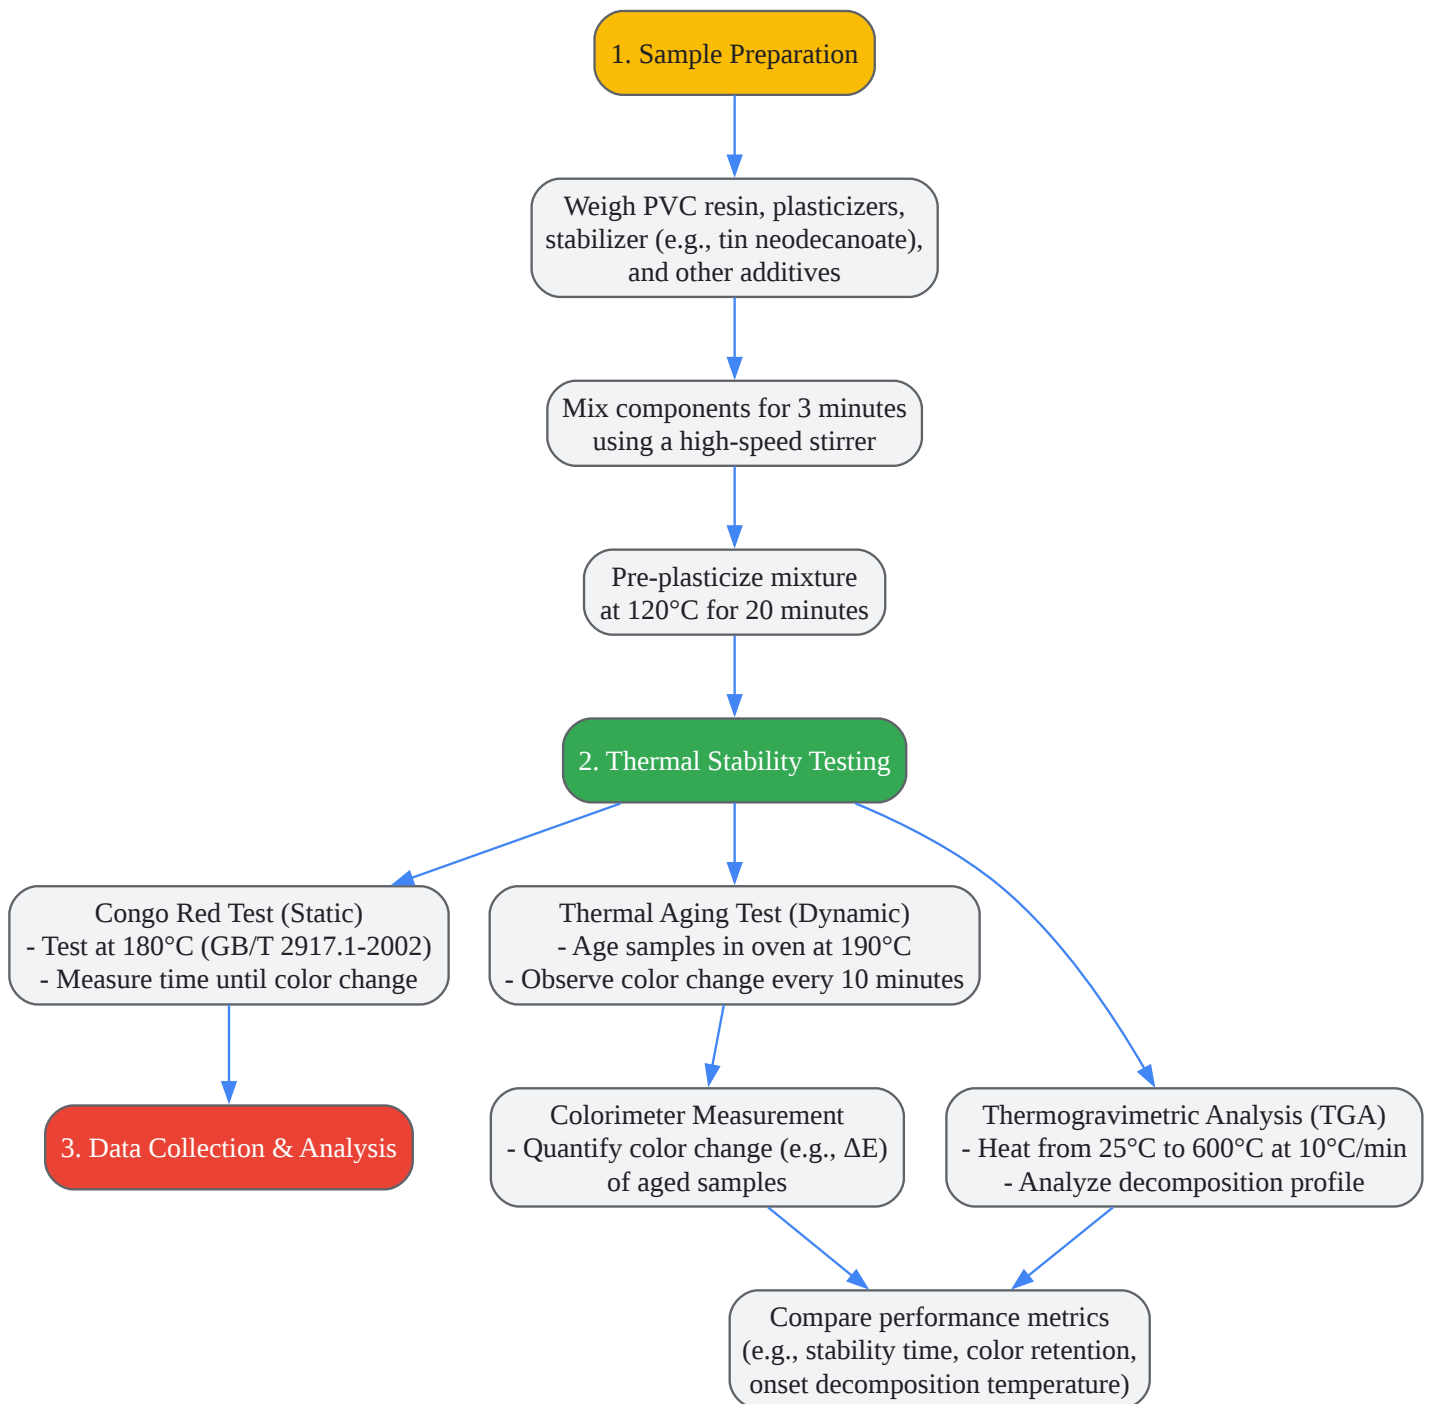 1. Sample Preparation
Weigh PVC resin, plasticizers,
stabilizer (e.g., tin neodecanoate),
and other additives
Mix components for 3 minutes
using a high-speed stirrer
Pre-plasticize mixture
at 120°C for 20 minutes
2. Thermal Stability Testing
Congo Red Test (Static)
- Test at 180°C (GB/T 2917.1-2002)
- Measure time until color change
Thermal Aging Test (Dynamic)
- Age samples in oven at 190°C
- Observe color change every 10 minutes
3. Data Collection & Analysis
Colorimeter Measurement
- Quantify color change (e.g., ΔE)
of aged samples
Thermogravimetric Analysis (TGA)
- Heat from 25°C to 600°C at 10°C/min
- Analyze decomposition profile
Compare performance metrics
(e.g., stability time, color retention,
onset decomposition temperature)